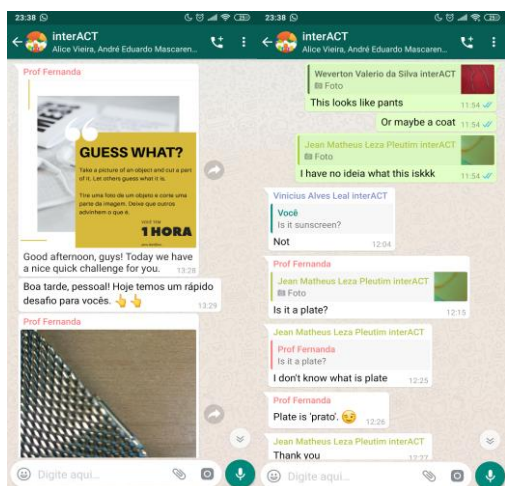 23:38
interACT
Alice Vieira, André Eduardo Mascaren...
Prof Fernanda
GUESS WHAT?
Take a picture of an object and cut a part
of it. Let others guess what it is.
Tire uma foto de um objeto e corte uma
parte da imagem. Deixe que outros
advinhem o que é.
1 HORA
Good afternoon, guys! Today we have
a nice quick challenge for you. 13:28
Boa tarde, pessoal! Hoje temos um rápido
desafio para vocês. 👆👆 13:29
Prof Fernanda
Digite aqui...
23:38
interACT
Alice Vieira, André Eduardo Mascaren...
Weverton Valerio da Silva interACT
Foto
This looks like pants 11:54
Or maybe a coat 11:54
Jean Matheus Leza Pleutim interACT
Foto
I have no ideia what this iskkk 11:54
Vinicius Alves Leal interACT
Você
Is it sunscreen?
Not 12:04
Prof Fernanda
Jean Matheus Leza Pleutim interACT
Foto
Is it a plate? 12:15
Jean Matheus Leza Pleutim interACT
Prof Fernanda
Is it a plate?
I don't know what is plate 12:25
Prof Fernanda
Plate is 'prato'. 😉 12:26
Jean Matheus Leza Pleutim interACT
Thank you 12:27
Digite aqui...